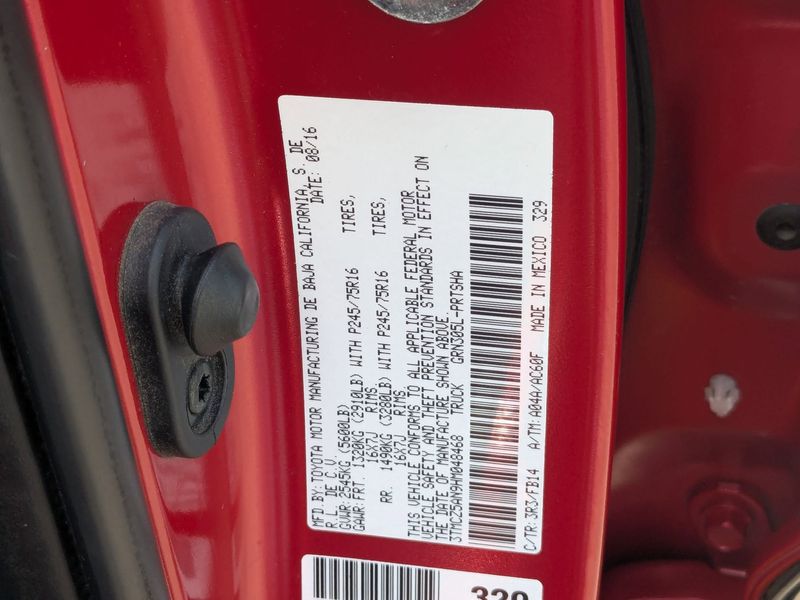 MFD.BY:TOYOTA MOTOR MANUFACTURING DE BAJA CALIFORNIA, S. DE
R.L. DE C.V. DATE: 08/16
GVWR:2545KG (5600LB)
GAWR:FRT. 1320KG (2910LB) WITH P245/75R16 TIRES,
16X7J RIMS.
RR. 1490KG (3280LB) WITH P245/75R16 TIRES,
16X7J RIMS.
THIS VEHICLE CONFORMS TO ALL APPLICABLE FEDERAL MOTOR
VEHICLE SAFETY AND THEFT PREVENTION STANDARDS IN EFFECT ON
THE DATE OF MANUFACTURE SHOWN ABOVE.
3TMCZ5AN9HM048468 TRUCK GRN305L-PRTSHA
C/TR: 3R3/FB14 A/TM: A04A/AC60F MADE IN MEXICO 329
329